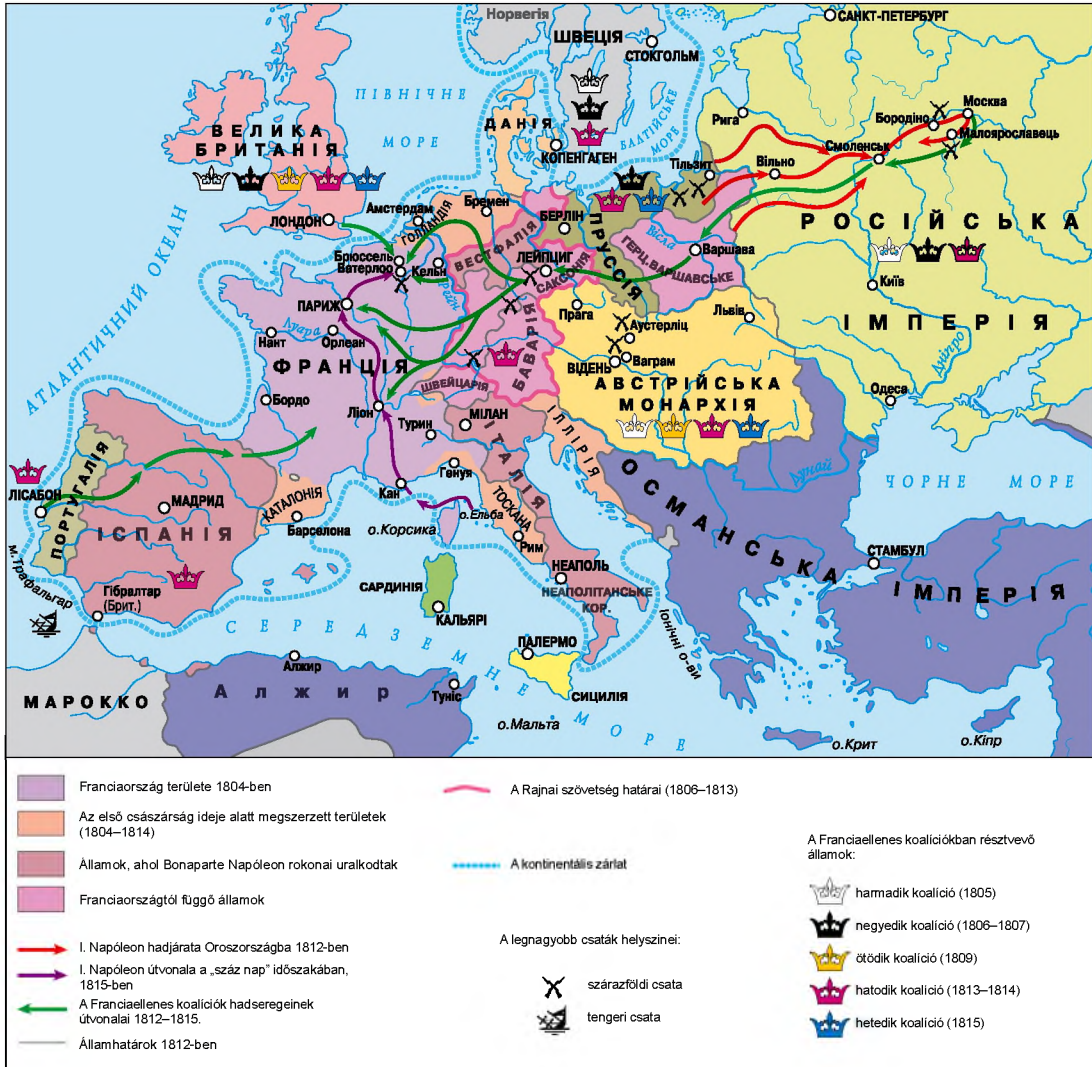 Норвегія
ШВЕЦІЯ
СТОКГОЛЬМ
САНКТ-ПЕТЕРБУРГ
ПІВНІЧНЕ
МОРЕ
ДАНІЯ
КОПЕНГАГЕН
БАЛТІЙСЬКЕ
МОРЕ
Рига
Москва
Бородіно
Малоярославець
Смоленськ
Тільзит
Вільно
ВЕЛИКА
БРИТАНІЯ
ЛОНДОН
Амстердам
ГОЛЛАНДІЯ
Бремен
БЕРЛІН
ПРУССІЯ
Вісла
Варшава
ГЕРЦ. ВАРШАВСЬКЕ
РОСІЙСЬКА
ІМПЕРІЯ
Київ
Дніпро
Одеса
Брюссель
Ватерлоо
Кельн
Рейн
ВЕСТФАЛІЯ
ЛЕЙПЦИГ
САКСОНІЯ
АТЛАНТИЧНИЙ ОКЕАН
ПАРИЖ
Луара
Нант
Орлеан
ФРАНЦІЯ
Бордо
Ліон
ШВЕЙЦАРІЯ
БАВАРІЯ
Прага
Львів
Аустерліц
ВІДЕНЬ
Ваграм
АВСТРІЙСЬКА
МОНАРХІЯ
Турин
МІЛАН
ІТАЛІЯ
ІЛЛІРІЯ
Генуя
Кан
ТОСКАНА
Рим
о.Ельба
о.Корсика
ЛІСАБОН
ПОРТУГАЛІЯ
МАДРИД
ІСПАНІЯ
КАТАЛОНІЯ
Барселона
м.Трафальгар
Гібралтар
(Брит.)
САРДИНІЯ
КАЛЬЯРІ
НЕАПОЛЬ
НЕАПОЛІТАНСЬКЕ
КОР.
ПАЛЕРМО
СИЦИЛІЯ
Іонічні о-ви
Дунай
ЧОРНЕ МОРЕ
ОСМАНСЬКА
ІМПЕРІЯ
СТАМБУЛ
СЕРЕДЗЕМНЕ МОРЕ
МАРОККО
Алжир
Алжир
Туніс
о.Мальта
о.Крит
о.Кіпр
Franciaország területe 1804-ben
Az első császárság ideje alatt megszerzett területek
(1804–1814)
Államok, ahol Bonaparte Napóleon rokonai uralkodtak
Franciaországtól függő államok
I. Napóleon hadjárata Oroszországba 1812-ben
I. Napóleon útvonala a „száz nap” időszakában,
1815-ben
A Franciaellenes koalíciók hadseregeinek
útvonalai 1812–1815.
Államhatárok 1812-ben
A Rajnai szövetség határai (1806–1813)
A kontinentális zárlat
A legnagyobb csaták helyszinei:
szárazföldi csata
tengeri csata
A Franciaellenes koalíciókban résztvevő
államok:
harmadik koalíció (1805)
negyedik koalíció (1806–1807)
ötödik koalíció (1809)
hatodik koalíció (1813–1814)
hetedik koalíció (1815)